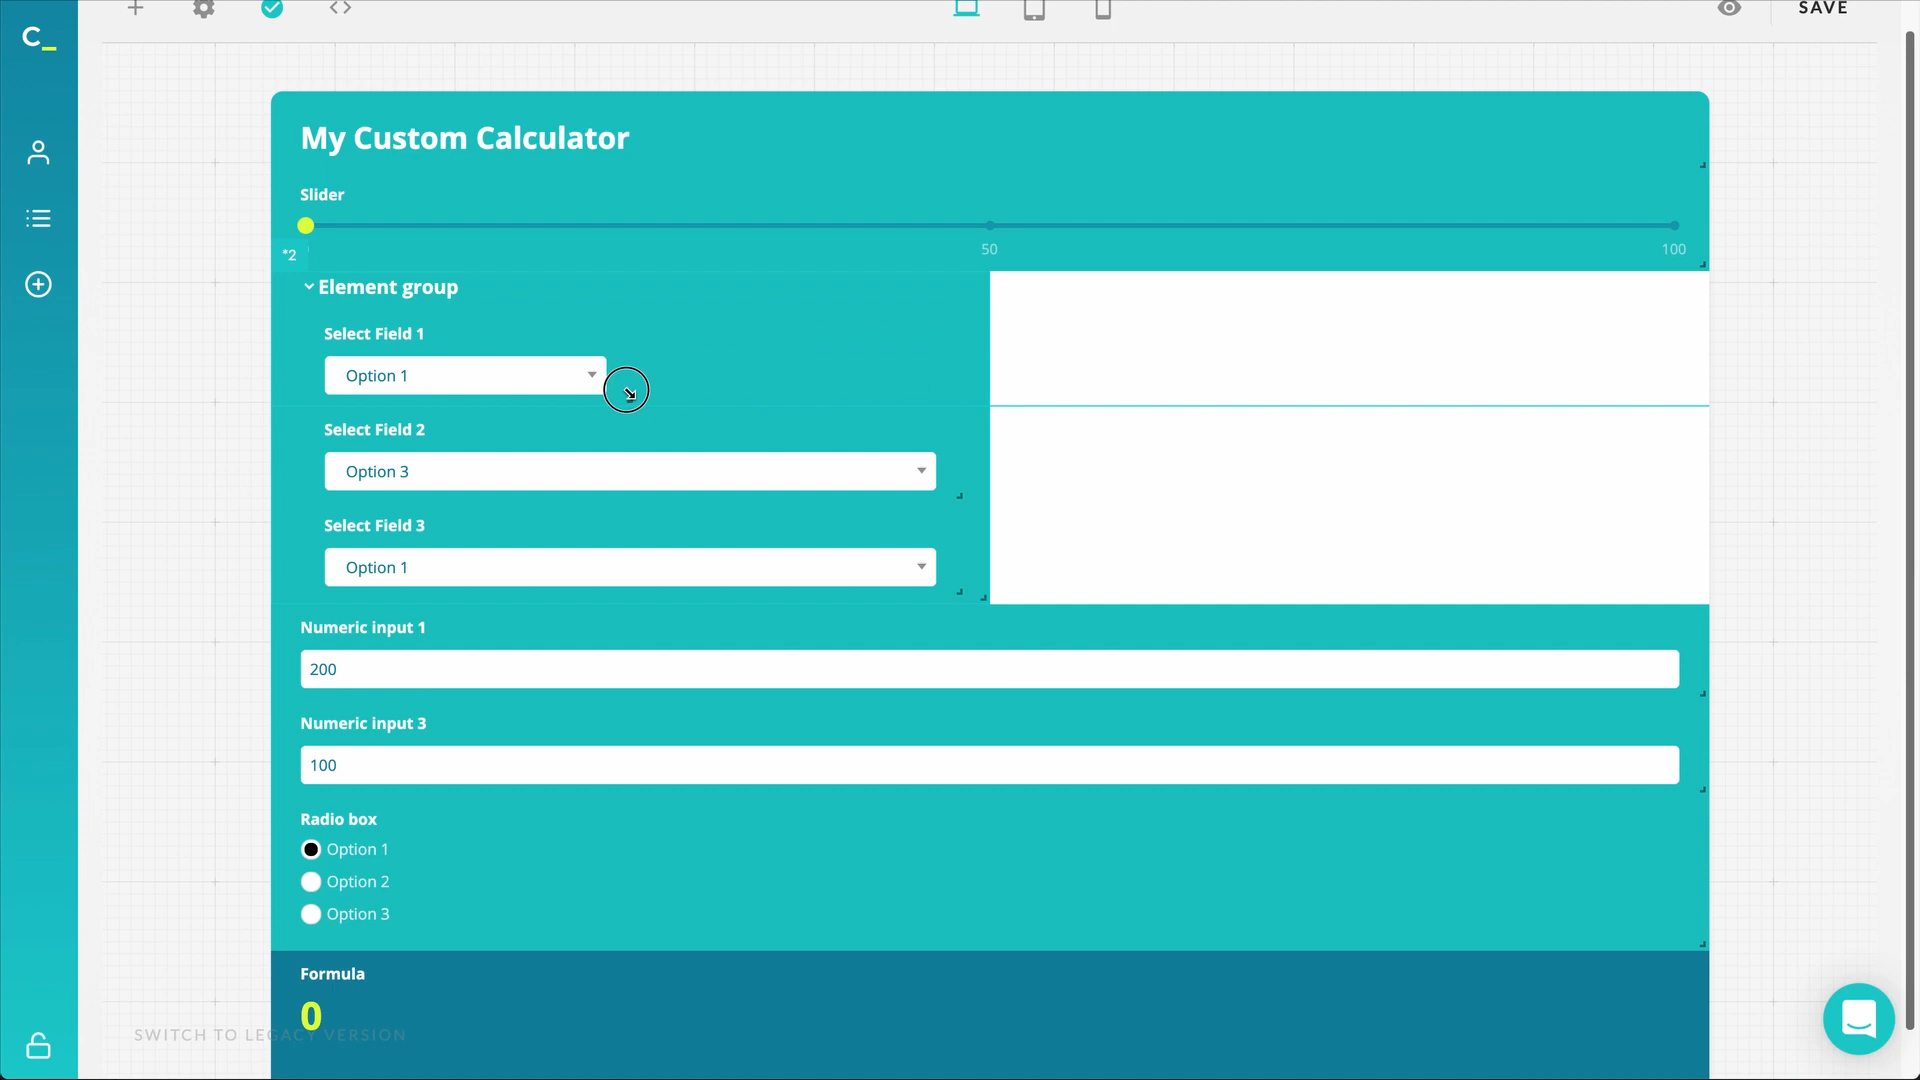 SAVE
C_
My Custom Calculator
Slider
*2
50
100
Element group
Select Field 1
Option 1
Select Field 2
Option 3
Select Field 3
Option 1
Numeric input 1
200
Numeric input 3
100
Radio box
Option 1
Option 2
Option 3
Formula
0
SWITCH TO LEGACY VERSION